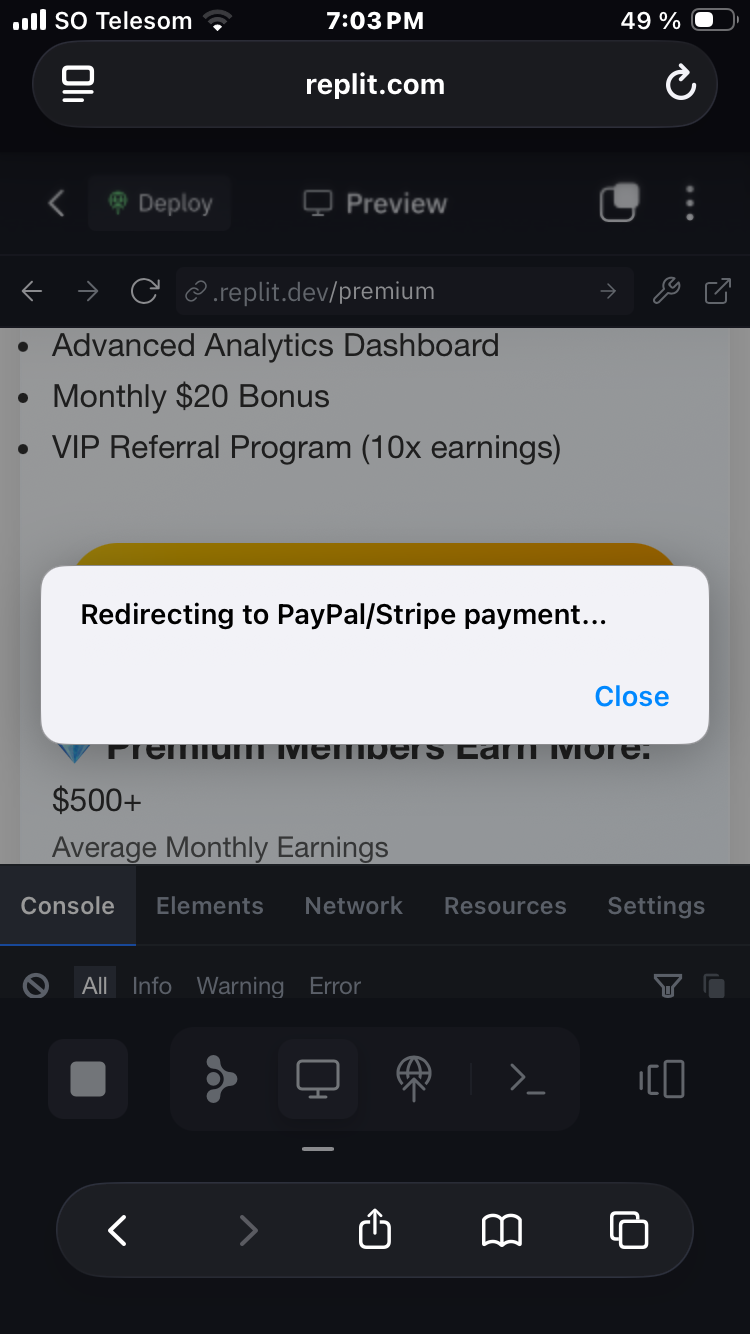 SO Telesom 7:03 PM 49 %
replit.com
Deploy Preview
.replit.dev/premium
• Advanced Analytics Dashboard
• Monthly $20 Bonus
• VIP Referral Program (10x earnings)
Redirecting to PayPal/Stripe payment...
Close
Premium Members Earn More:
$500+
Average Monthly Earnings
Console Elements Network Resources Settings
All Info Warning Error